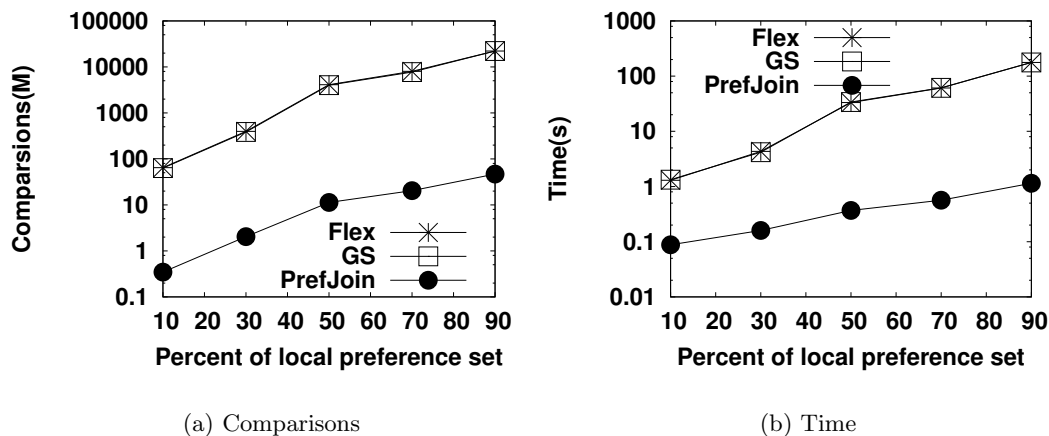 100000
10000
1000
100
10
1
0.1
Comparsions(M)
Flex
GS
PrefJoin
10 20 30 40 50 60 70 80 90
Percent of local preference set
(a) Comparisons
1000
100
10
1
0.1
0.01
Time(s)
Flex
GS
PrefJoin
10 20 30 40 50 60 70 80 90
Percent of local preference set
(b) Time